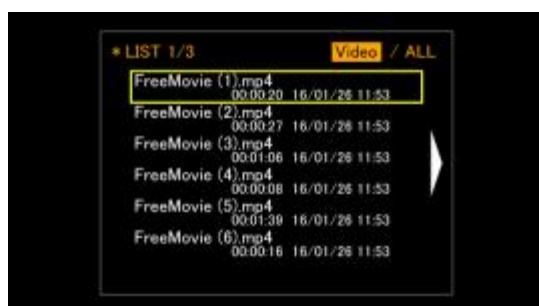 * LIST 1/3 Video / ALL
FreeMovie (1).mp4
00:00:20 16/01/26 11:53
FreeMovie (2).mp4
00:00:27 16/01/26 11:53
FreeMovie (3).mp4
00:01:06 16/01/26 11:53
FreeMovie (4).mp4
00:00:08 16/01/26 11:53
FreeMovie (5).mp4
00:01:39 16/01/26 11:53
FreeMovie (6).mp4
00:00:16 16/01/26 11:53